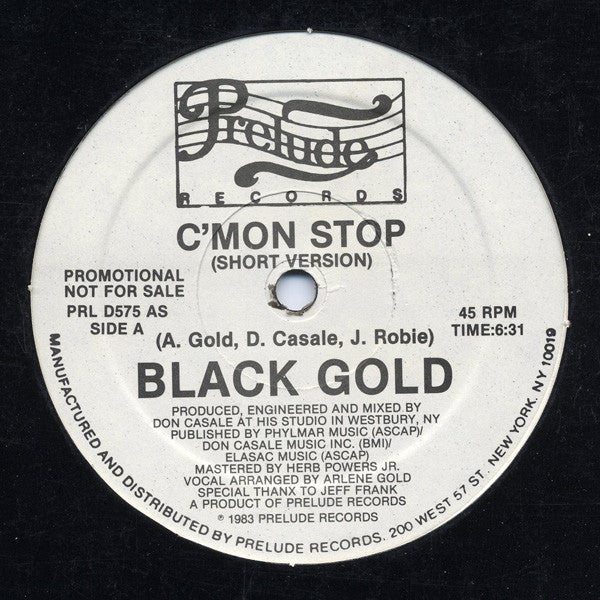 Prelude
RECORDS
C'MON STOP
(SHORT VERSION)
PROMOTIONAL
NOT FOR SALE
PRL D575 AS
SIDE A
45 RPM
TIME:6:31
(A. Gold, D. Casale, J. Robie)
BLACK GOLD
PRODUCED, ENGINEERED AND MIXED BY
DON CASALE AT HIS STUDIO IN WESTBURY, NY
PUBLISHED BY PHYLMAR MUSIC (ASCAP)/
DON CASALE MUSIC INC. (BMI)/
ELASAC MUSIC (ASCAP)
MASTERED BY HERB POWERS JR.
VOCAL ARRANGED BY ARLENE GOLD
SPECIAL THANX TO JEFF FRANK
A PRODUCT OF PRELUDE RECORDS
℗ 1983 PRELUDE RECORDS
MANUFACTURED AND DISTRIBUTED BY PRELUDE RECORDS, 200 WEST 57 ST. NEW YORK, NY 10019